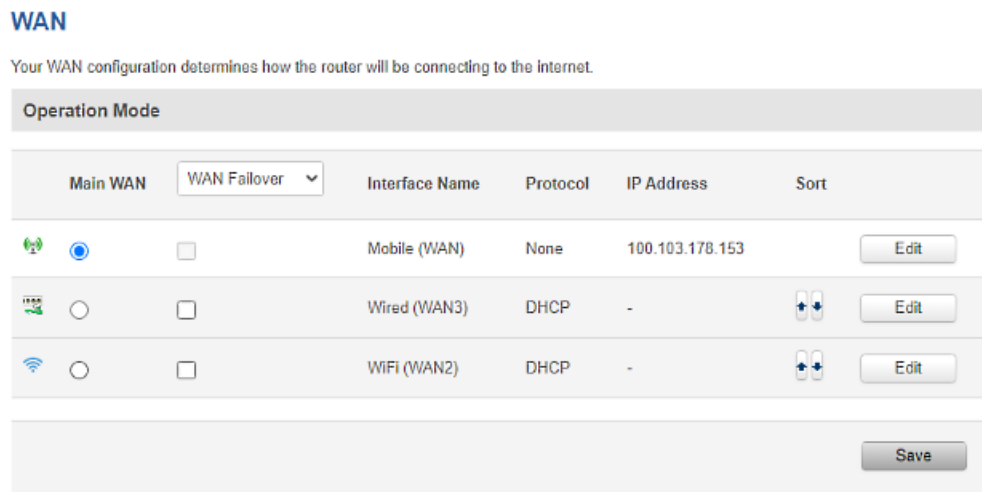 WAN
Your WAN configuration determines how the router will be connecting to the internet.
Operation Mode
Main WAN WAN Failover Interface Name Protocol IP Address Sort
Mobile (WAN) None 100.103.178.153 Edit
Wired (WAN3) DHCP - Edit
WiFi (WAN2) DHCP - Edit
Save